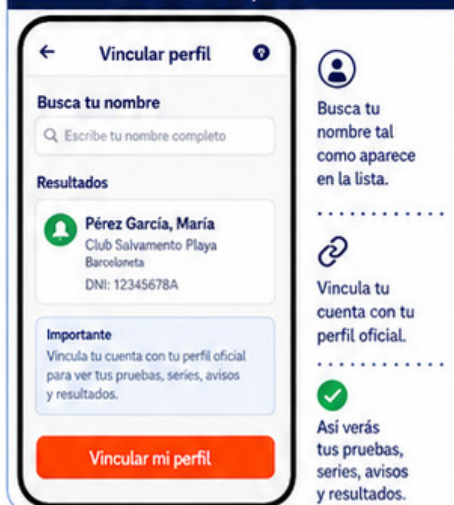 Vincular perfil
Busca tu nombre
Escribe tu nombre completo
Resultados
Pérez García, María
Club Salvamento Playa
Barceloneta
DNI: 12345678A
Importante
Vincula tu cuenta con tu perfil oficial
para ver tus pruebas, series, avisos
y resultados.
Vincular mi perfil
Busca tu
nombre tal
como aparece
en la lista.
Vincula tu
cuenta con tu
perfil oficial.
Así verás
tus pruebas,
series, avisos
y resultados.